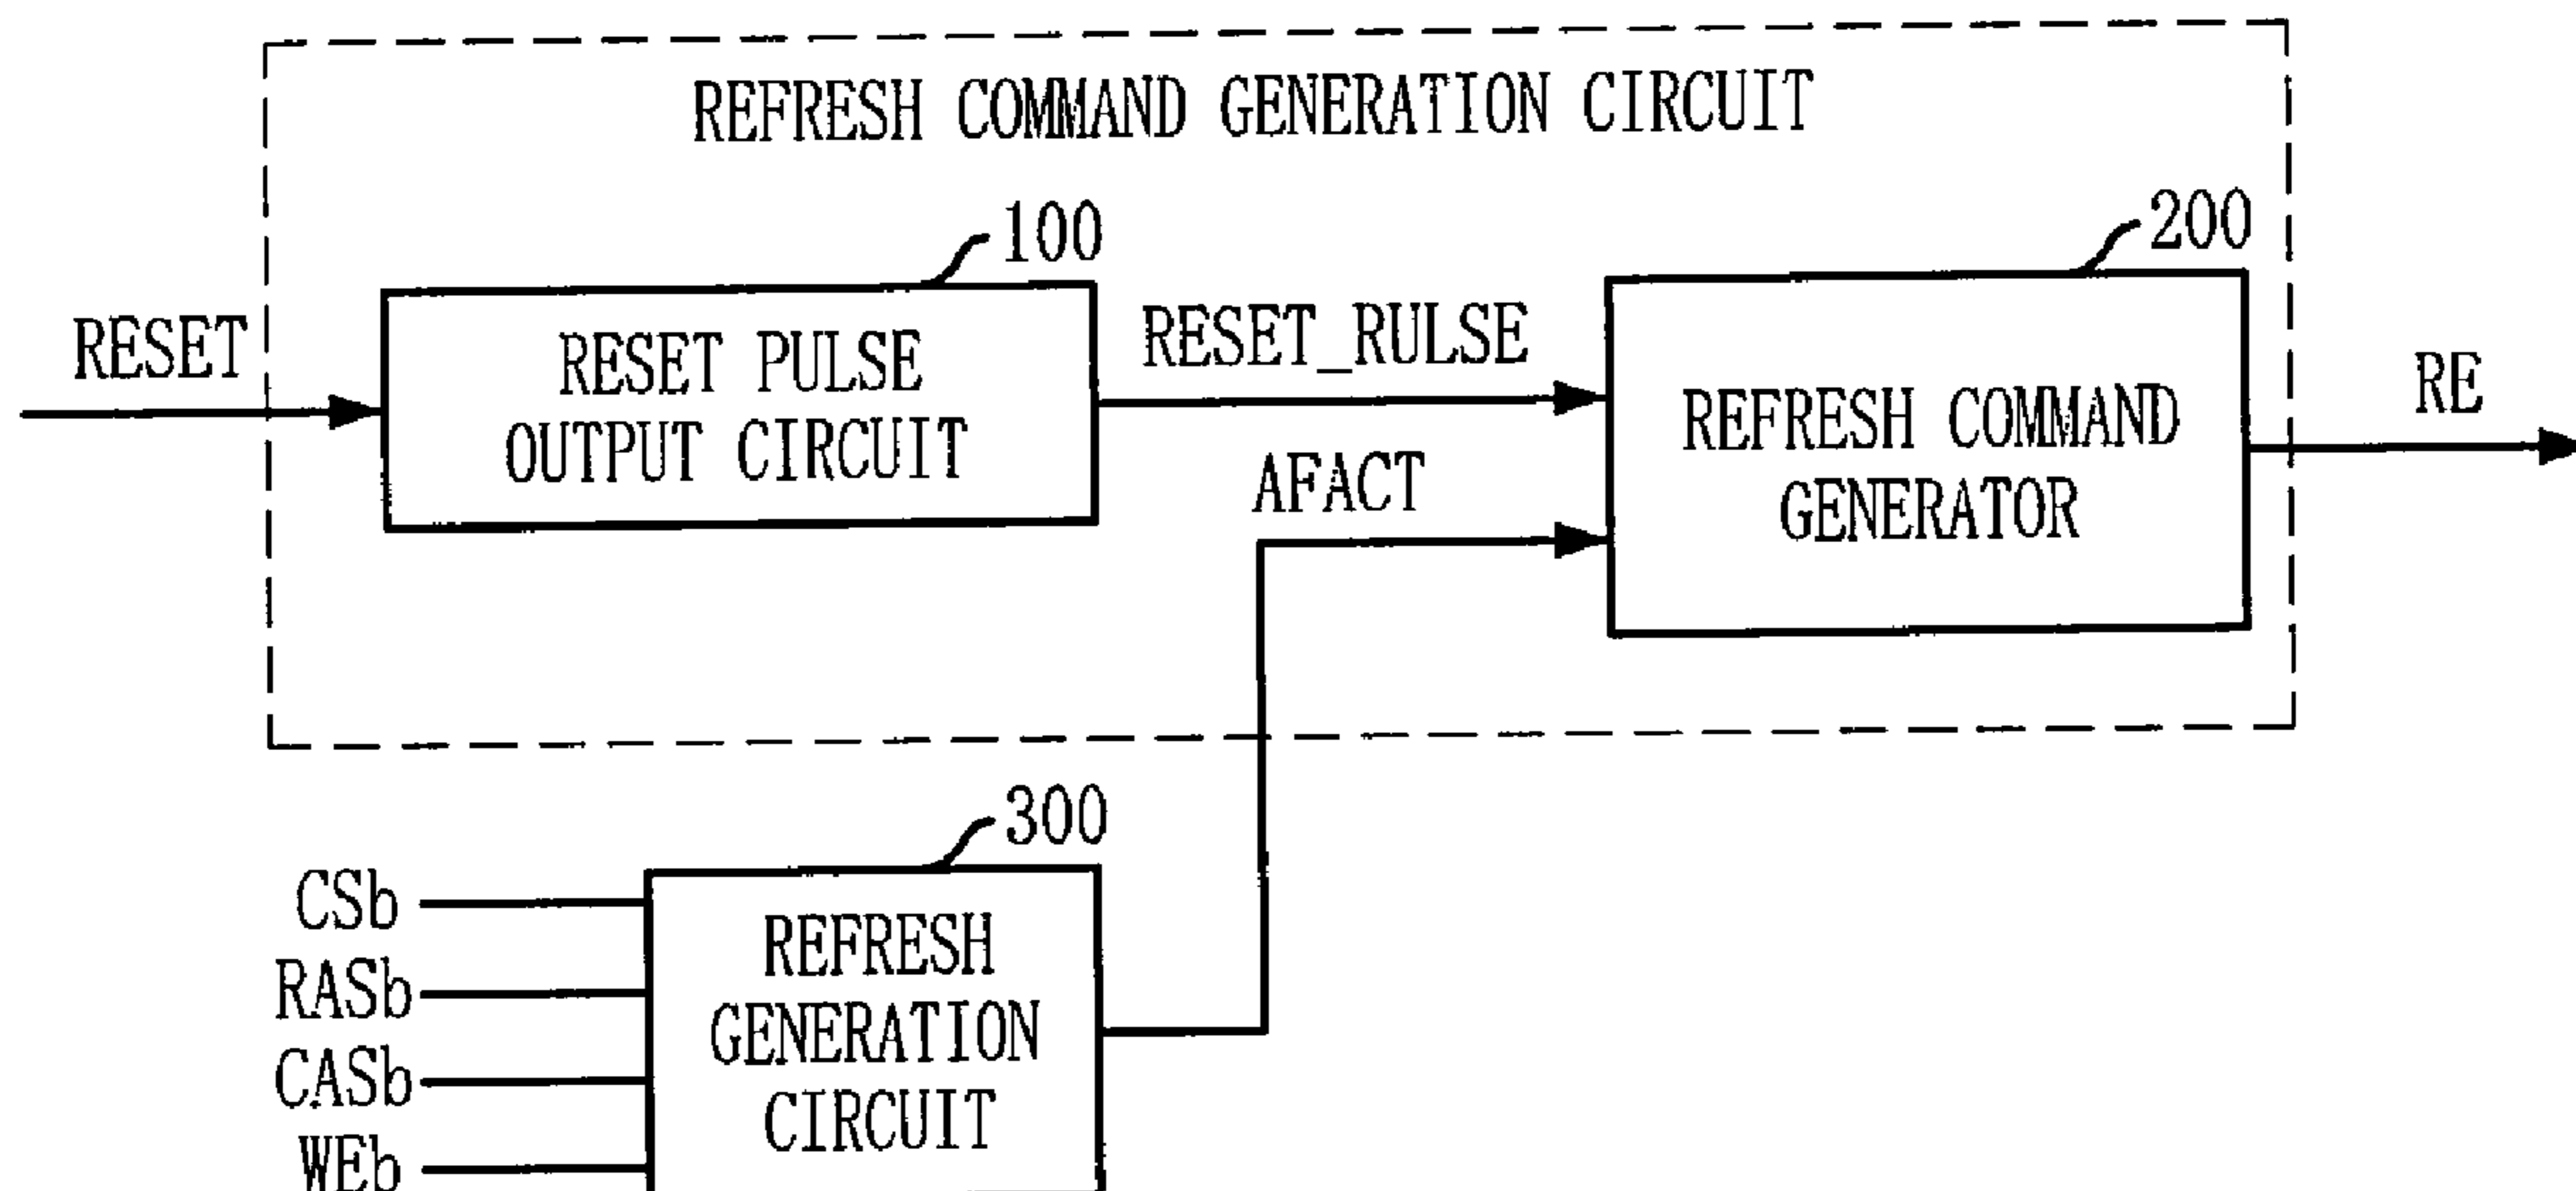 REFRESH COMMAND GENERATION CIRCUIT
100
200
RESET
RESET PULSE
OUTPUT CIRCUIT
RESET_RULSE
AFACT
REFRESH COMMAND
GENERATOR
RE
300
CSb
RASb
CASb
WEb
REFRESH
GENERATION
CIRCUIT